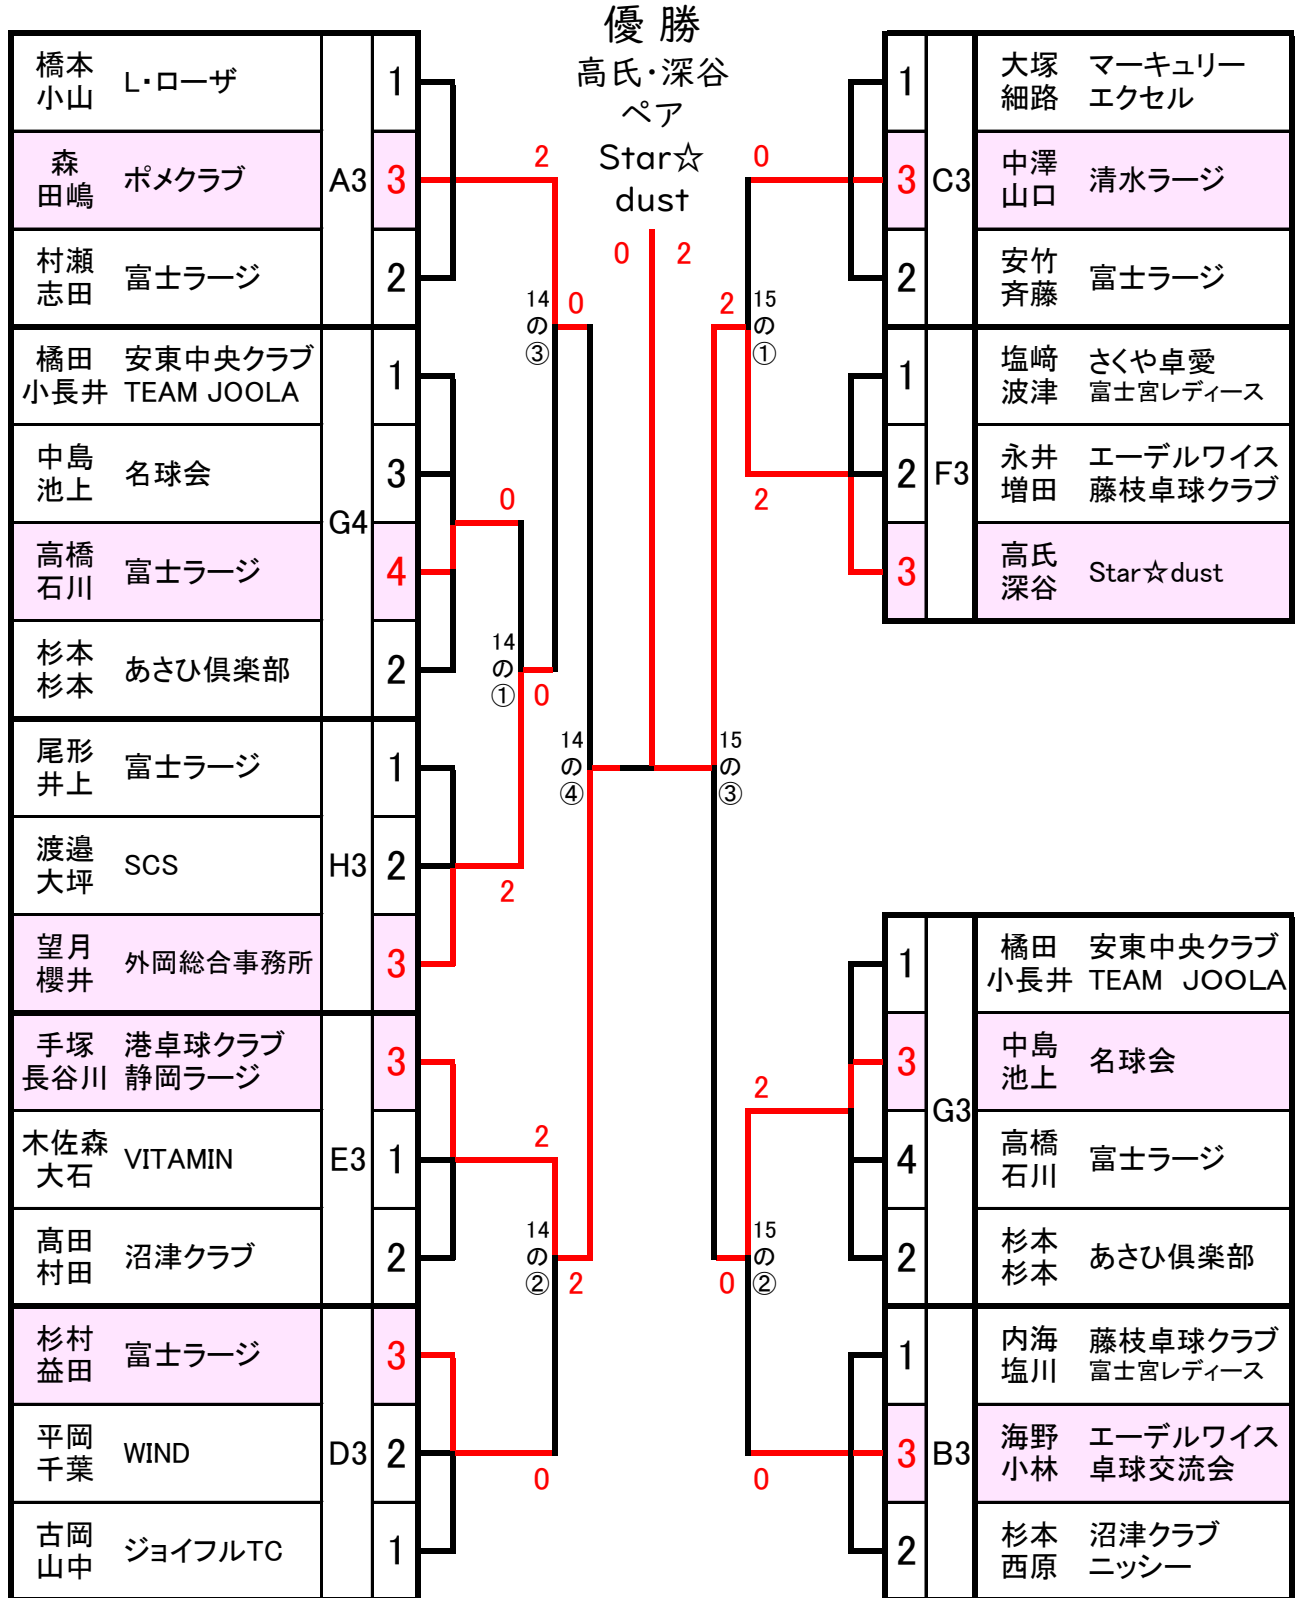 優 勝
高氏・深谷
ペア
Star☆
dust
0 2
橋本 L・ローザ 1
小山
森 ポメクラブ A3 3
田嶋
村瀬 富士ラージ 2
志田
橘田 安東中央クラブ 1
小長井 TEAM JOOLA
中島 名球会 3
池上
G4
高橋 富士ラージ 4
石川
杉本 あさひ倶楽部 2
杉本
尾形 富士ラージ 1
井上
渡邉 SCS H3 2
大坪
望月 外岡総合事務所 3
櫻井
手塚 港卓球クラブ 3
長谷川 静岡ラージ
木佐森 VITAMIN E3 1
大石
髙田 沼津クラブ 2
村田
杉村 富士ラージ 3
益田
平岡 WIND D3 2
千葉
古岡 ジョイフルTC 1
山中
2
14
の
③
0
0
14
の
①
0
2
14
の
④
2
14
の
②
2
0
0
15
の
①
2
2
15
の
③
2
15
の
②
0
0
1 大塚 マーキュリー
細路 エクセル
3 C3 中澤 清水ラージ
山口
2 安竹 富士ラージ
斉藤
1 塩﨑 さくや卓愛
波津 富士宮レディース
2 F3 永井 エーデルワイス
増田 藤枝卓球クラブ
3 高氏 Star☆dust
深谷
1 橘田 安東中央クラブ
小長井 TEAM JOOLA
3 中島 名球会
池上
G3
4 高橋 富士ラージ
石川
2 杉本 あさひ倶楽部
杉本
1 内海 藤枝卓球クラブ
塩川 富士宮レディース
3 B3 海野 エーデルワイス
小林 卓球交流会
2 杉本 沼津クラブ
西原 ニッシー